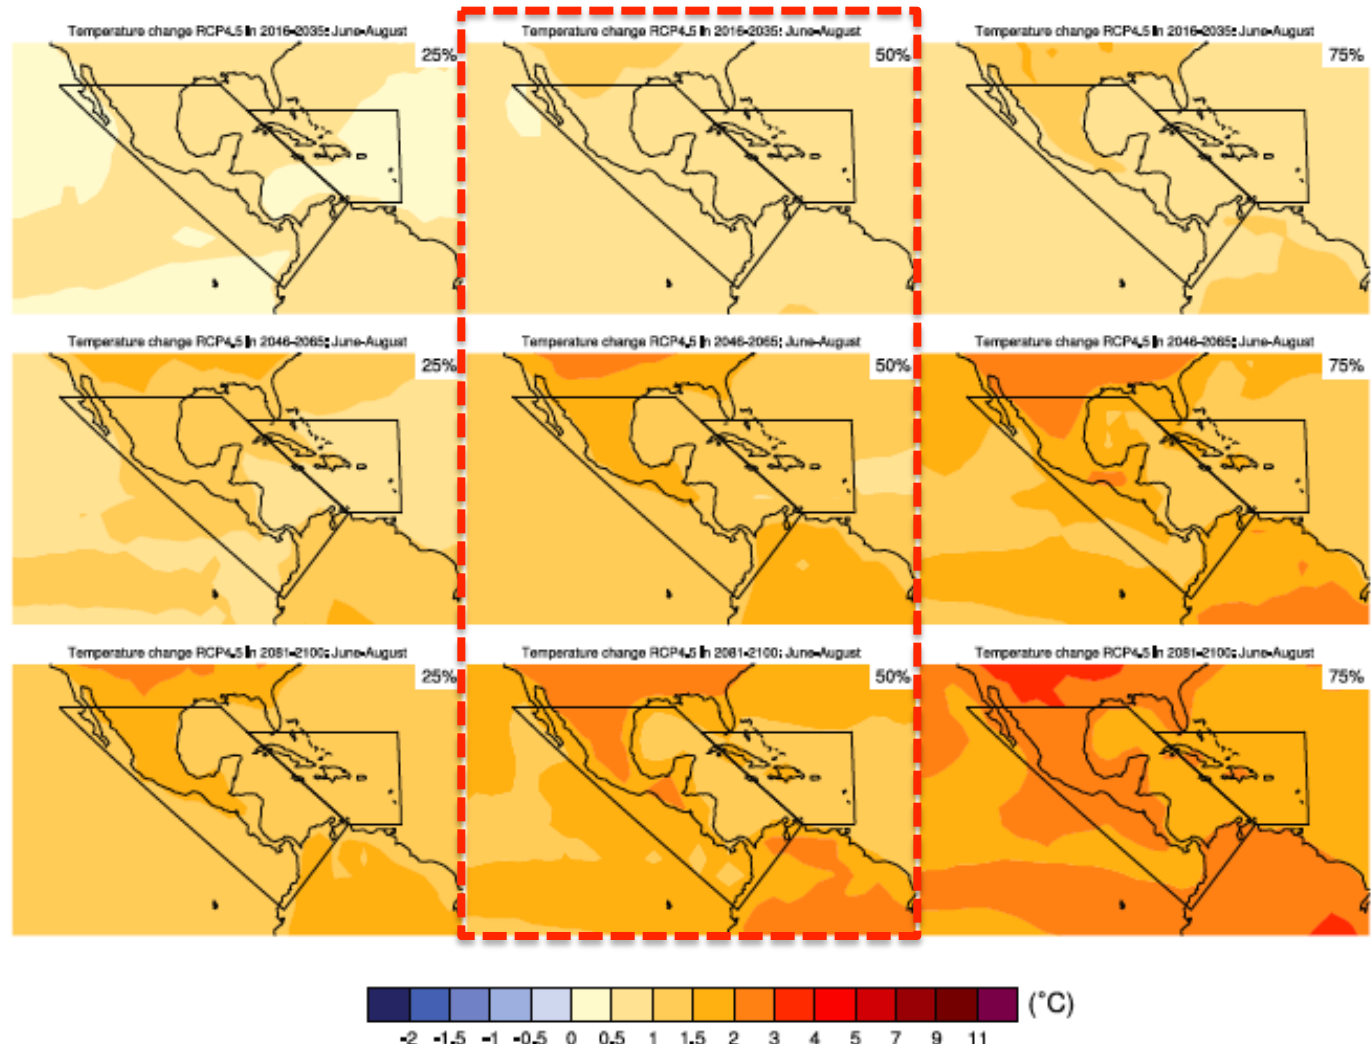 Temperature change RCP4.5 in 2016-2035: June-August
Temperature change RCP4.5 in 2016-2035: June-August
Temperature change RCP4.5 in 2016-2035: June-August
25%
50%
75%
Temperature change RCP4.5 in 2046-2065: June-August
Temperature change RCP4.5 in 2046-2065: June-August
Temperature change RCP4.5 in 2046-2065: June-August
25%
50%
75%
Temperature change RCP4.5 in 2081-2100: June-August
Temperature change RCP4.5 in 2081-2100: June-August
Temperature change RCP4.5 in 2081-2100: June-August
25%
50%
75%
(°C)
-2 -1.5 -1 -0.5 0 0.5 1 1.5 2 3 4 5 7 9 11